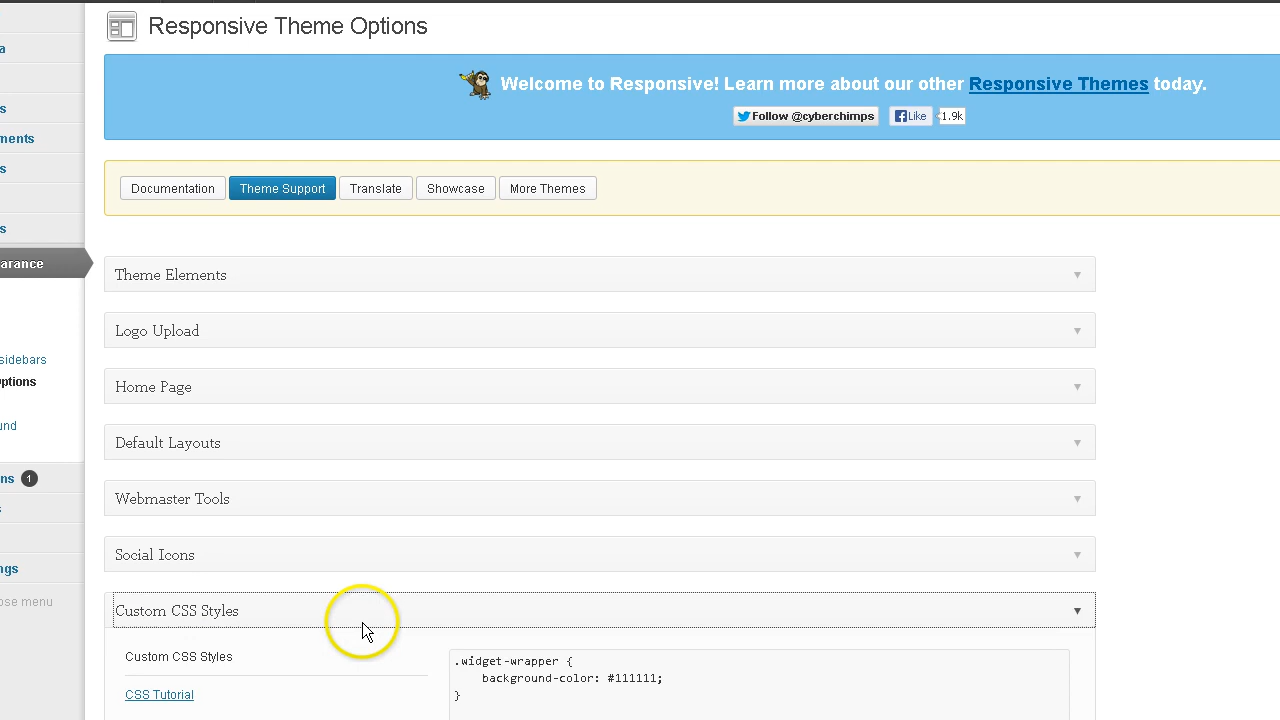 Responsive Theme Options
Welcome to Responsive! Learn more about our other Responsive Themes today.
Follow @cyberchimps Like 1.9k
Documentation Theme Support Translate Showcase More Themes
a
s
ments
s
s
arance
sidebars
ptions
und
ns 1
s
ngs
ose menu
Theme Elements
Logo Upload
Home Page
Default Layouts
Webmaster Tools
Social Icons
Custom CSS Styles
Custom CSS Styles
CSS Tutorial
.widget-wrapper {
background-color: #111111;
}